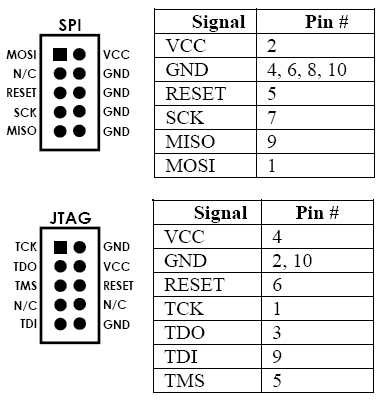 SPI
MOSI VCC
N/C GND
RESET GND
SCK GND
MISO GND
Signal Pin #
VCC 2
GND 4, 6, 8, 10
RESET 5
SCK 7
MISO 9
MOSI 1
JTAG
TCK GND
TDO VCC
TMS RESET
N/C N/C
TDI GND
Signal Pin #
VCC 4
GND 2, 10
RESET 6
TCK 1
TDO 3
TDI 9
TMS 5